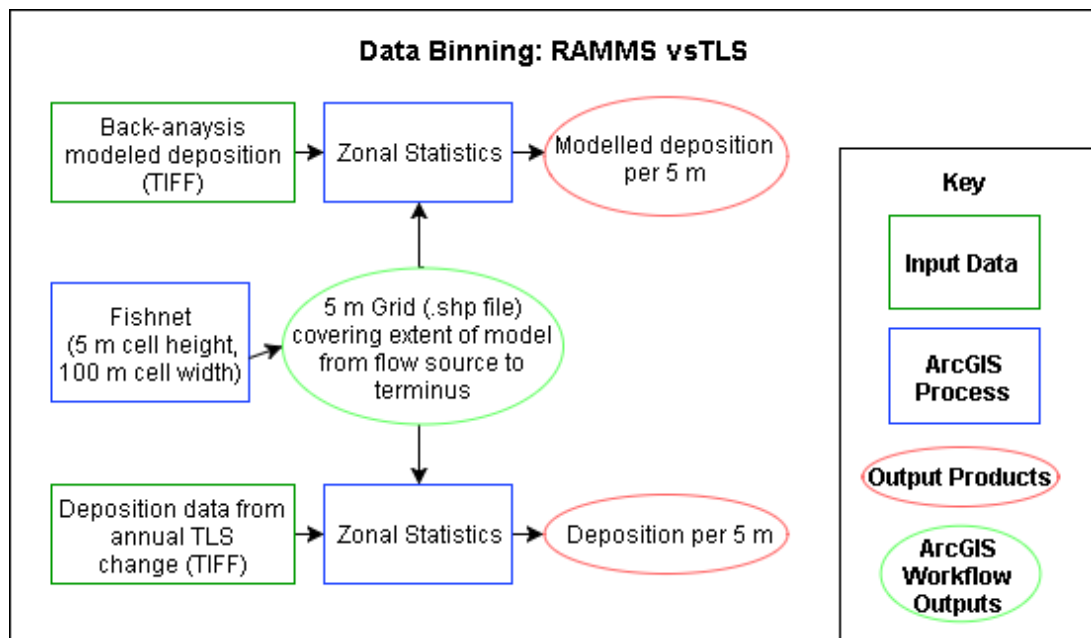 Data Binning: RAMMS vsTLS
Back-anaysis
modeled deposition
(TIFF)
Zonal Statistics
Modelled deposition
per 5 m
Fishnet
(5 m cell height,
100 m cell width)
5 m Grid (.shp file)
covering extent of model
from flow source to
terminus
Deposition data from
annual TLS
change (TIFF)
Zonal Statistics
Deposition per 5 m
Key
Input Data
ArcGIS
Process
Output Products
ArcGIS
Workflow
Outputs